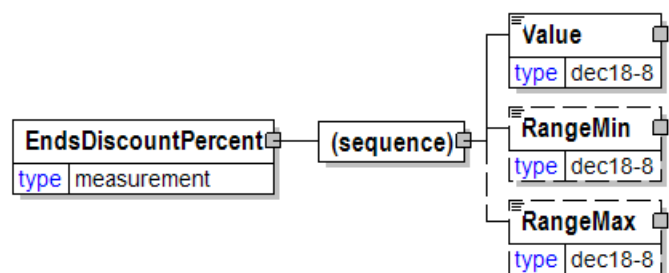 Value
type dec18-8
EndsDiscountPercent
type measurement
(sequence)
RangeMin
type dec18-8
RangeMax
type dec18-8